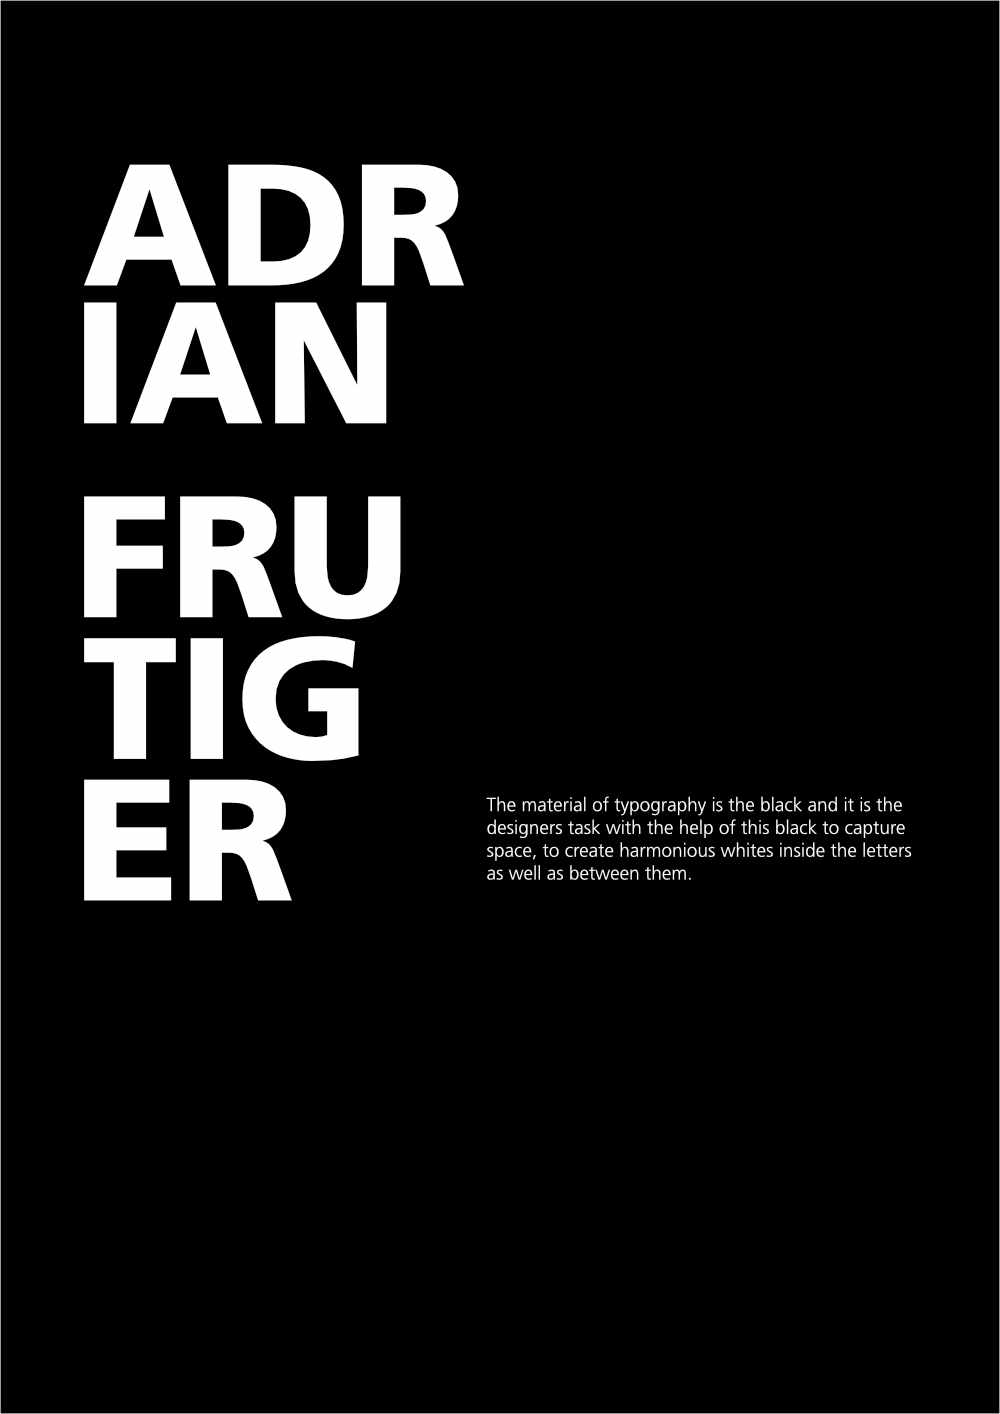 ADR
IAN
FRU
TIG
ER
The material of typography is the black and it is the
designers task with the help of this black to capture
space, to create harmonious whites inside the letters
as well as between them.